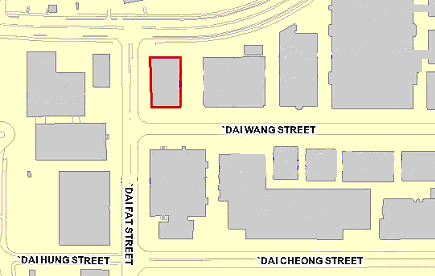 `DAI WANG STREET
`DAI FAT STREET
`DAI HUNG STREET
`DAI CHEONG STREET